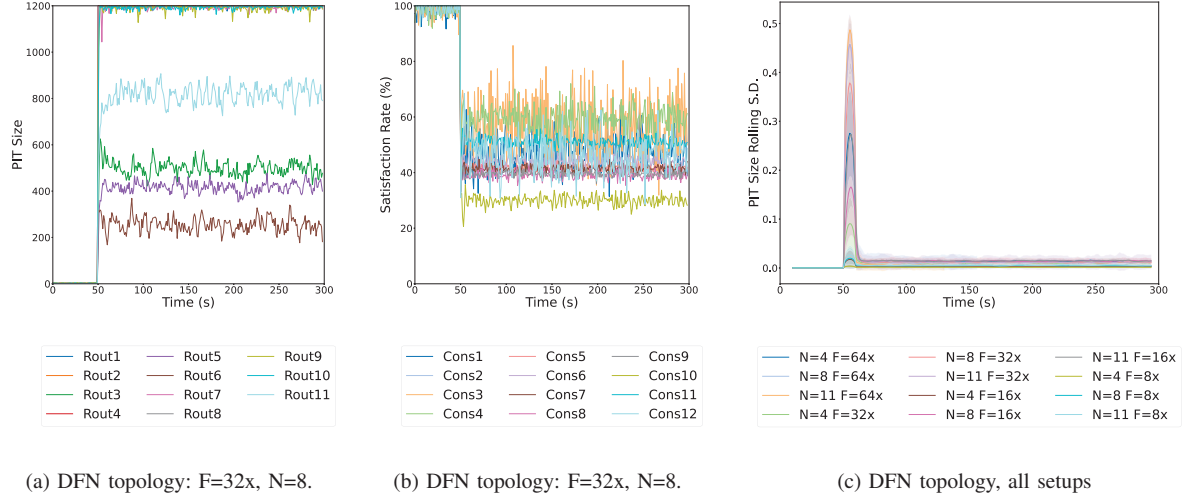 1200
1000
800
600
400
200
0
PIT Size
0 50 100 150 200 250 300
Time (s)
Rout1 Rout5 Rout9
Rout2 Rout6 Rout10
Rout3 Rout7 Rout11
Rout4 Rout8
(a) DFN topology: F=32x, N=8.
100
80
60
40
20
0
Satisfaction Rate (%)
0 50 100 150 200 250 300
Time (s)
Cons1 Cons5 Cons9
Cons2 Cons6 Cons10
Cons3 Cons7 Cons11
Cons4 Cons8 Cons12
(b) DFN topology: F=32x, N=8.
0.5
0.4
0.3
0.2
0.1
0.0
PIT Size Rolling S.D.
0 50 100 150 200 250 300
Time (s)
N=4 F=64x N=8 F=32x N=11 F=16x
N=8 F=64x N=11 F=32x N=4 F=8x
N=11 F=64x N=4 F=16x N=8 F=8x
N=4 F=32x N=8 F=16x N=11 F=8x
(c) DFN topology, all setups